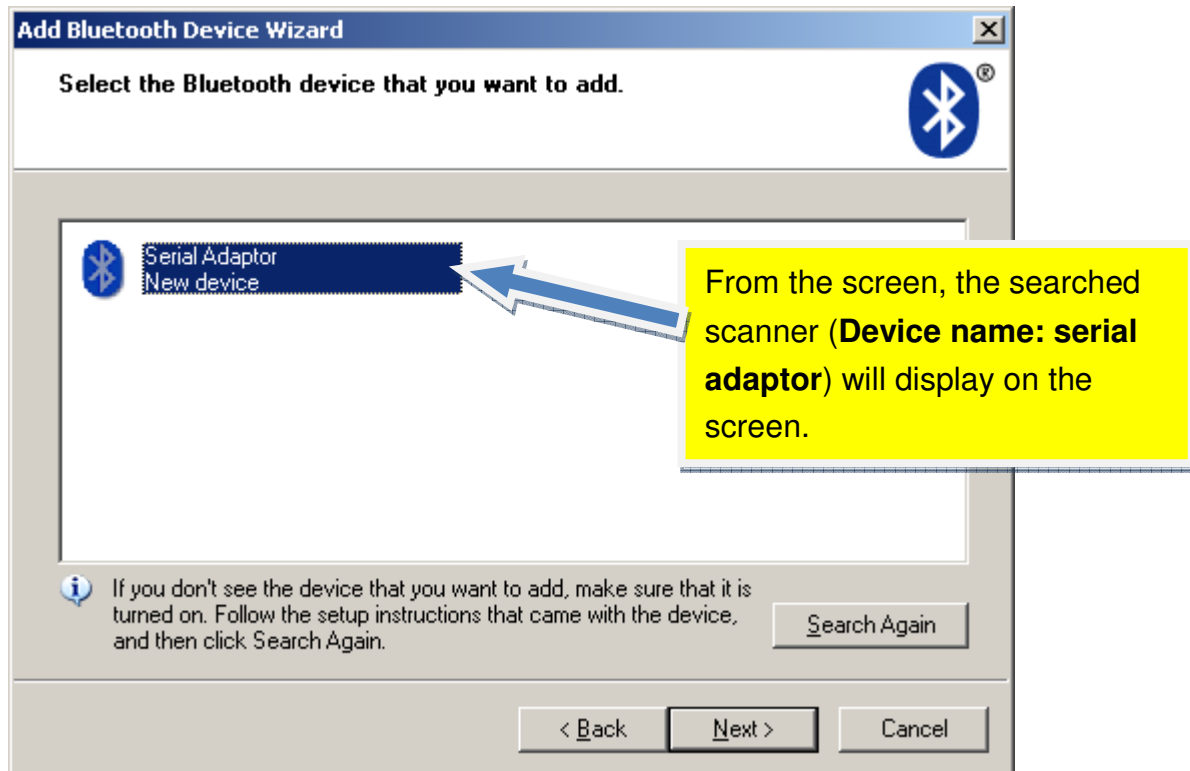 Add Bluetooth Device Wizard
Select the Bluetooth device that you want to add.
®
Serial Adaptor
New device
From the screen, the searched
scanner (Device name: serial
adaptor) will display on the
screen.
If you don't see the device that you want to add, make sure that it is
turned on. Follow the setup instructions that came with the device,
and then click Search Again.
Search Again
< Back
Next >
Cancel